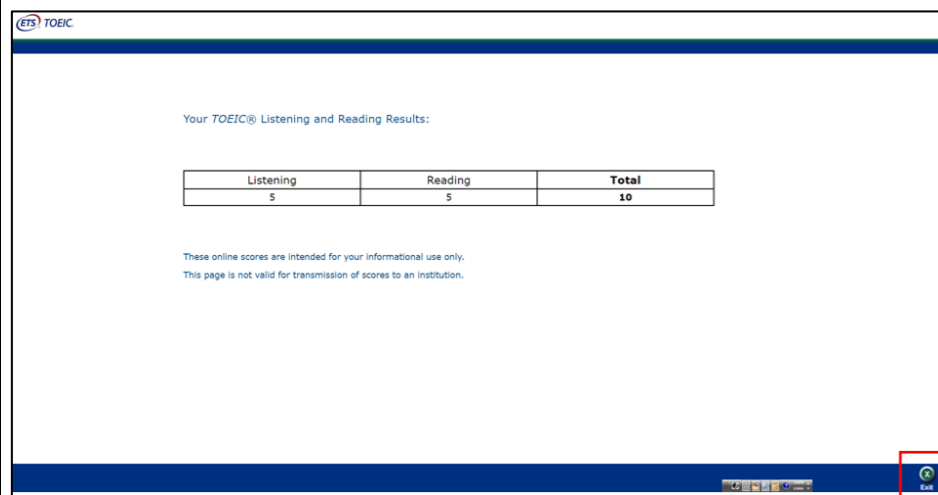 ETS TOEIC
Your TOEIC® Listening and Reading Results:
Listening Reading Total
5 5 10
These online scores are intended for your informational use only.
This page is not valid for transmission of scores to an institution.
Exit